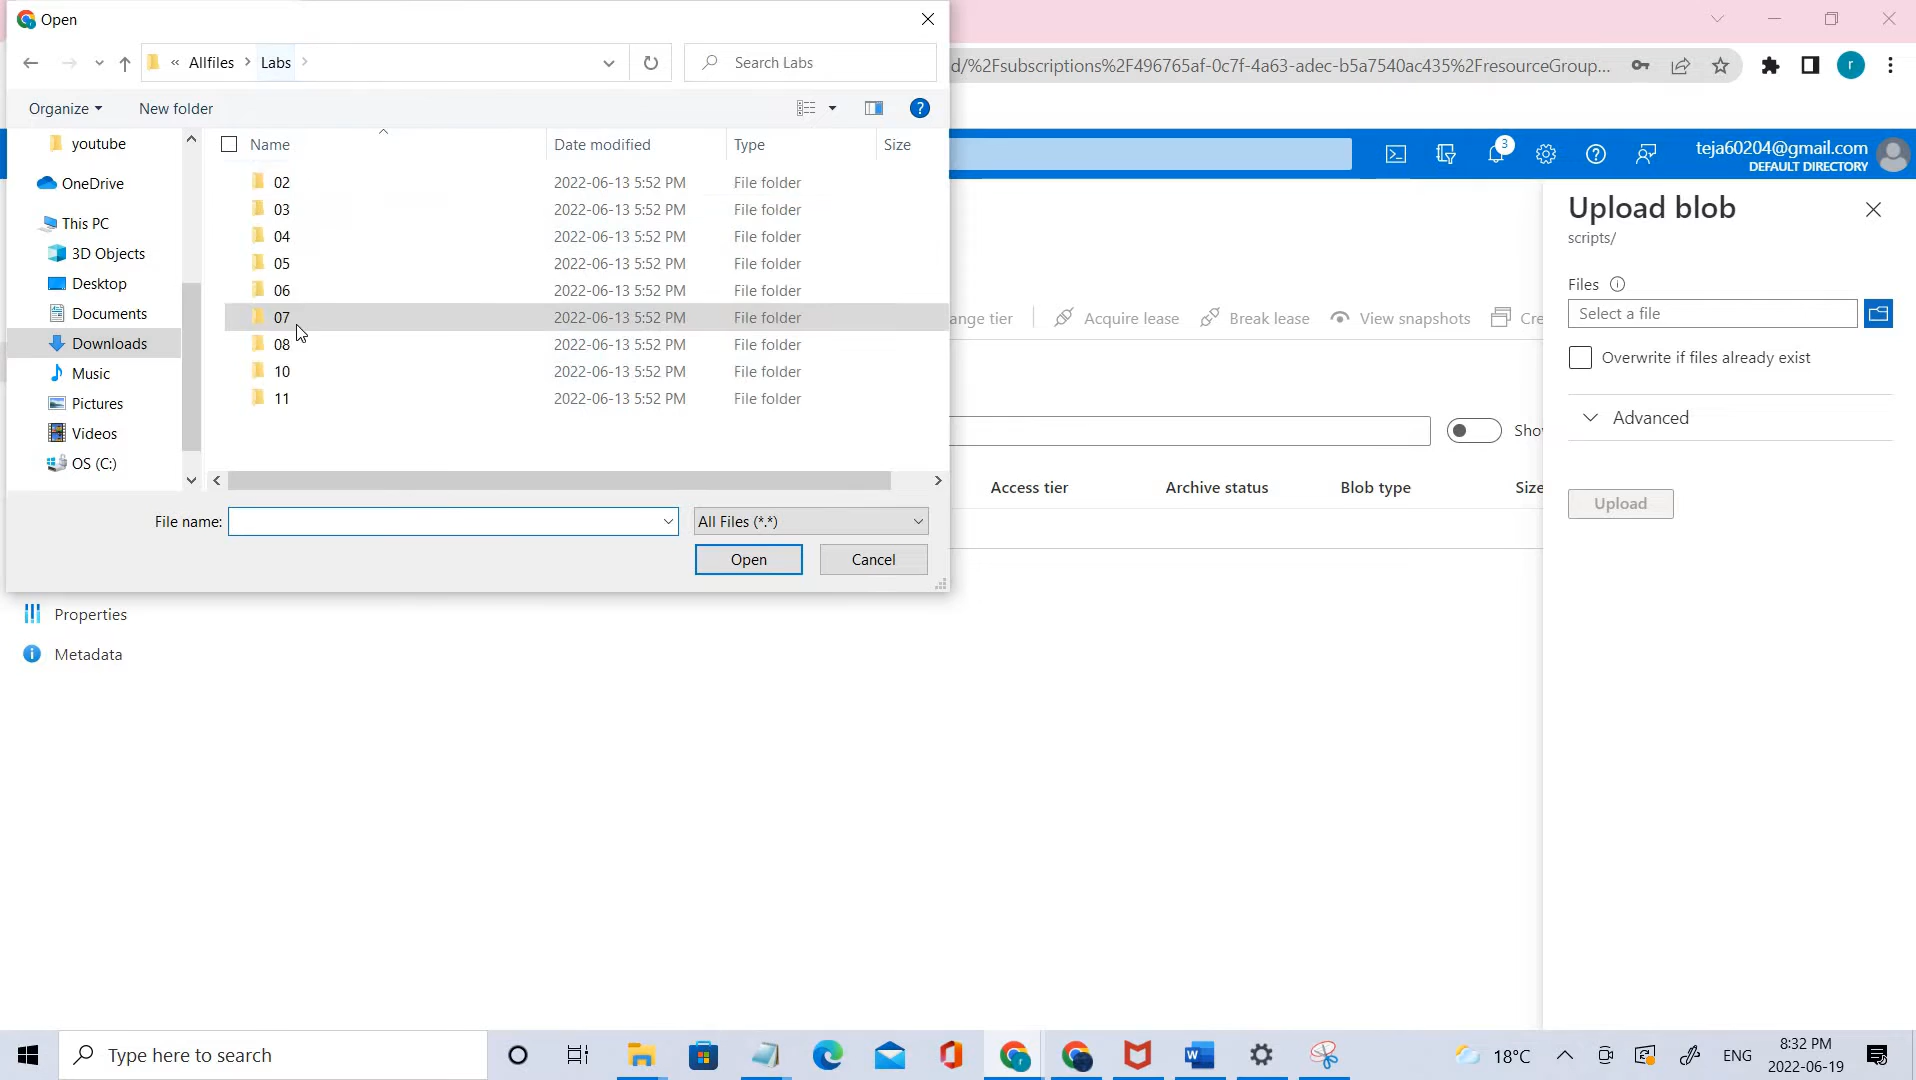 Open
« Allfiles > Labs >
Search Labs
d/%2Fsubscriptions%2F496765af-0c7f-4a63-adec-b5a7540ac435%2FresourceGroup...
r
Organize
New folder
?
3
teja60204@gmail.com
DEFAULT DIRECTORY
youtube
OneDrive
This PC
3D Objects
Desktop
Documents
Downloads
Music
Pictures
Videos
OS (C:)
Name
Date modified
Type
Size
02
2022-06-13 5:52 PM
File folder
03
2022-06-13 5:52 PM
File folder
04
2022-06-13 5:52 PM
File folder
05
2022-06-13 5:52 PM
File folder
06
2022-06-13 5:52 PM
File folder
07
2022-06-13 5:52 PM
File folder
08
2022-06-13 5:52 PM
File folder
10
2022-06-13 5:52 PM
File folder
11
2022-06-13 5:52 PM
File folder
File name:
All Files (*.*)
Open
Cancel
ange tier
Acquire lease
Break lease
View snapshots
Cre
Show
Access tier
Archive status
Blob type
Size
Upload blob
scripts/
Files
Select a file
Overwrite if files already exist
Advanced
Upload
Properties
Metadata
Type here to search
18°C
ENG
8:32 PM
2022-06-19